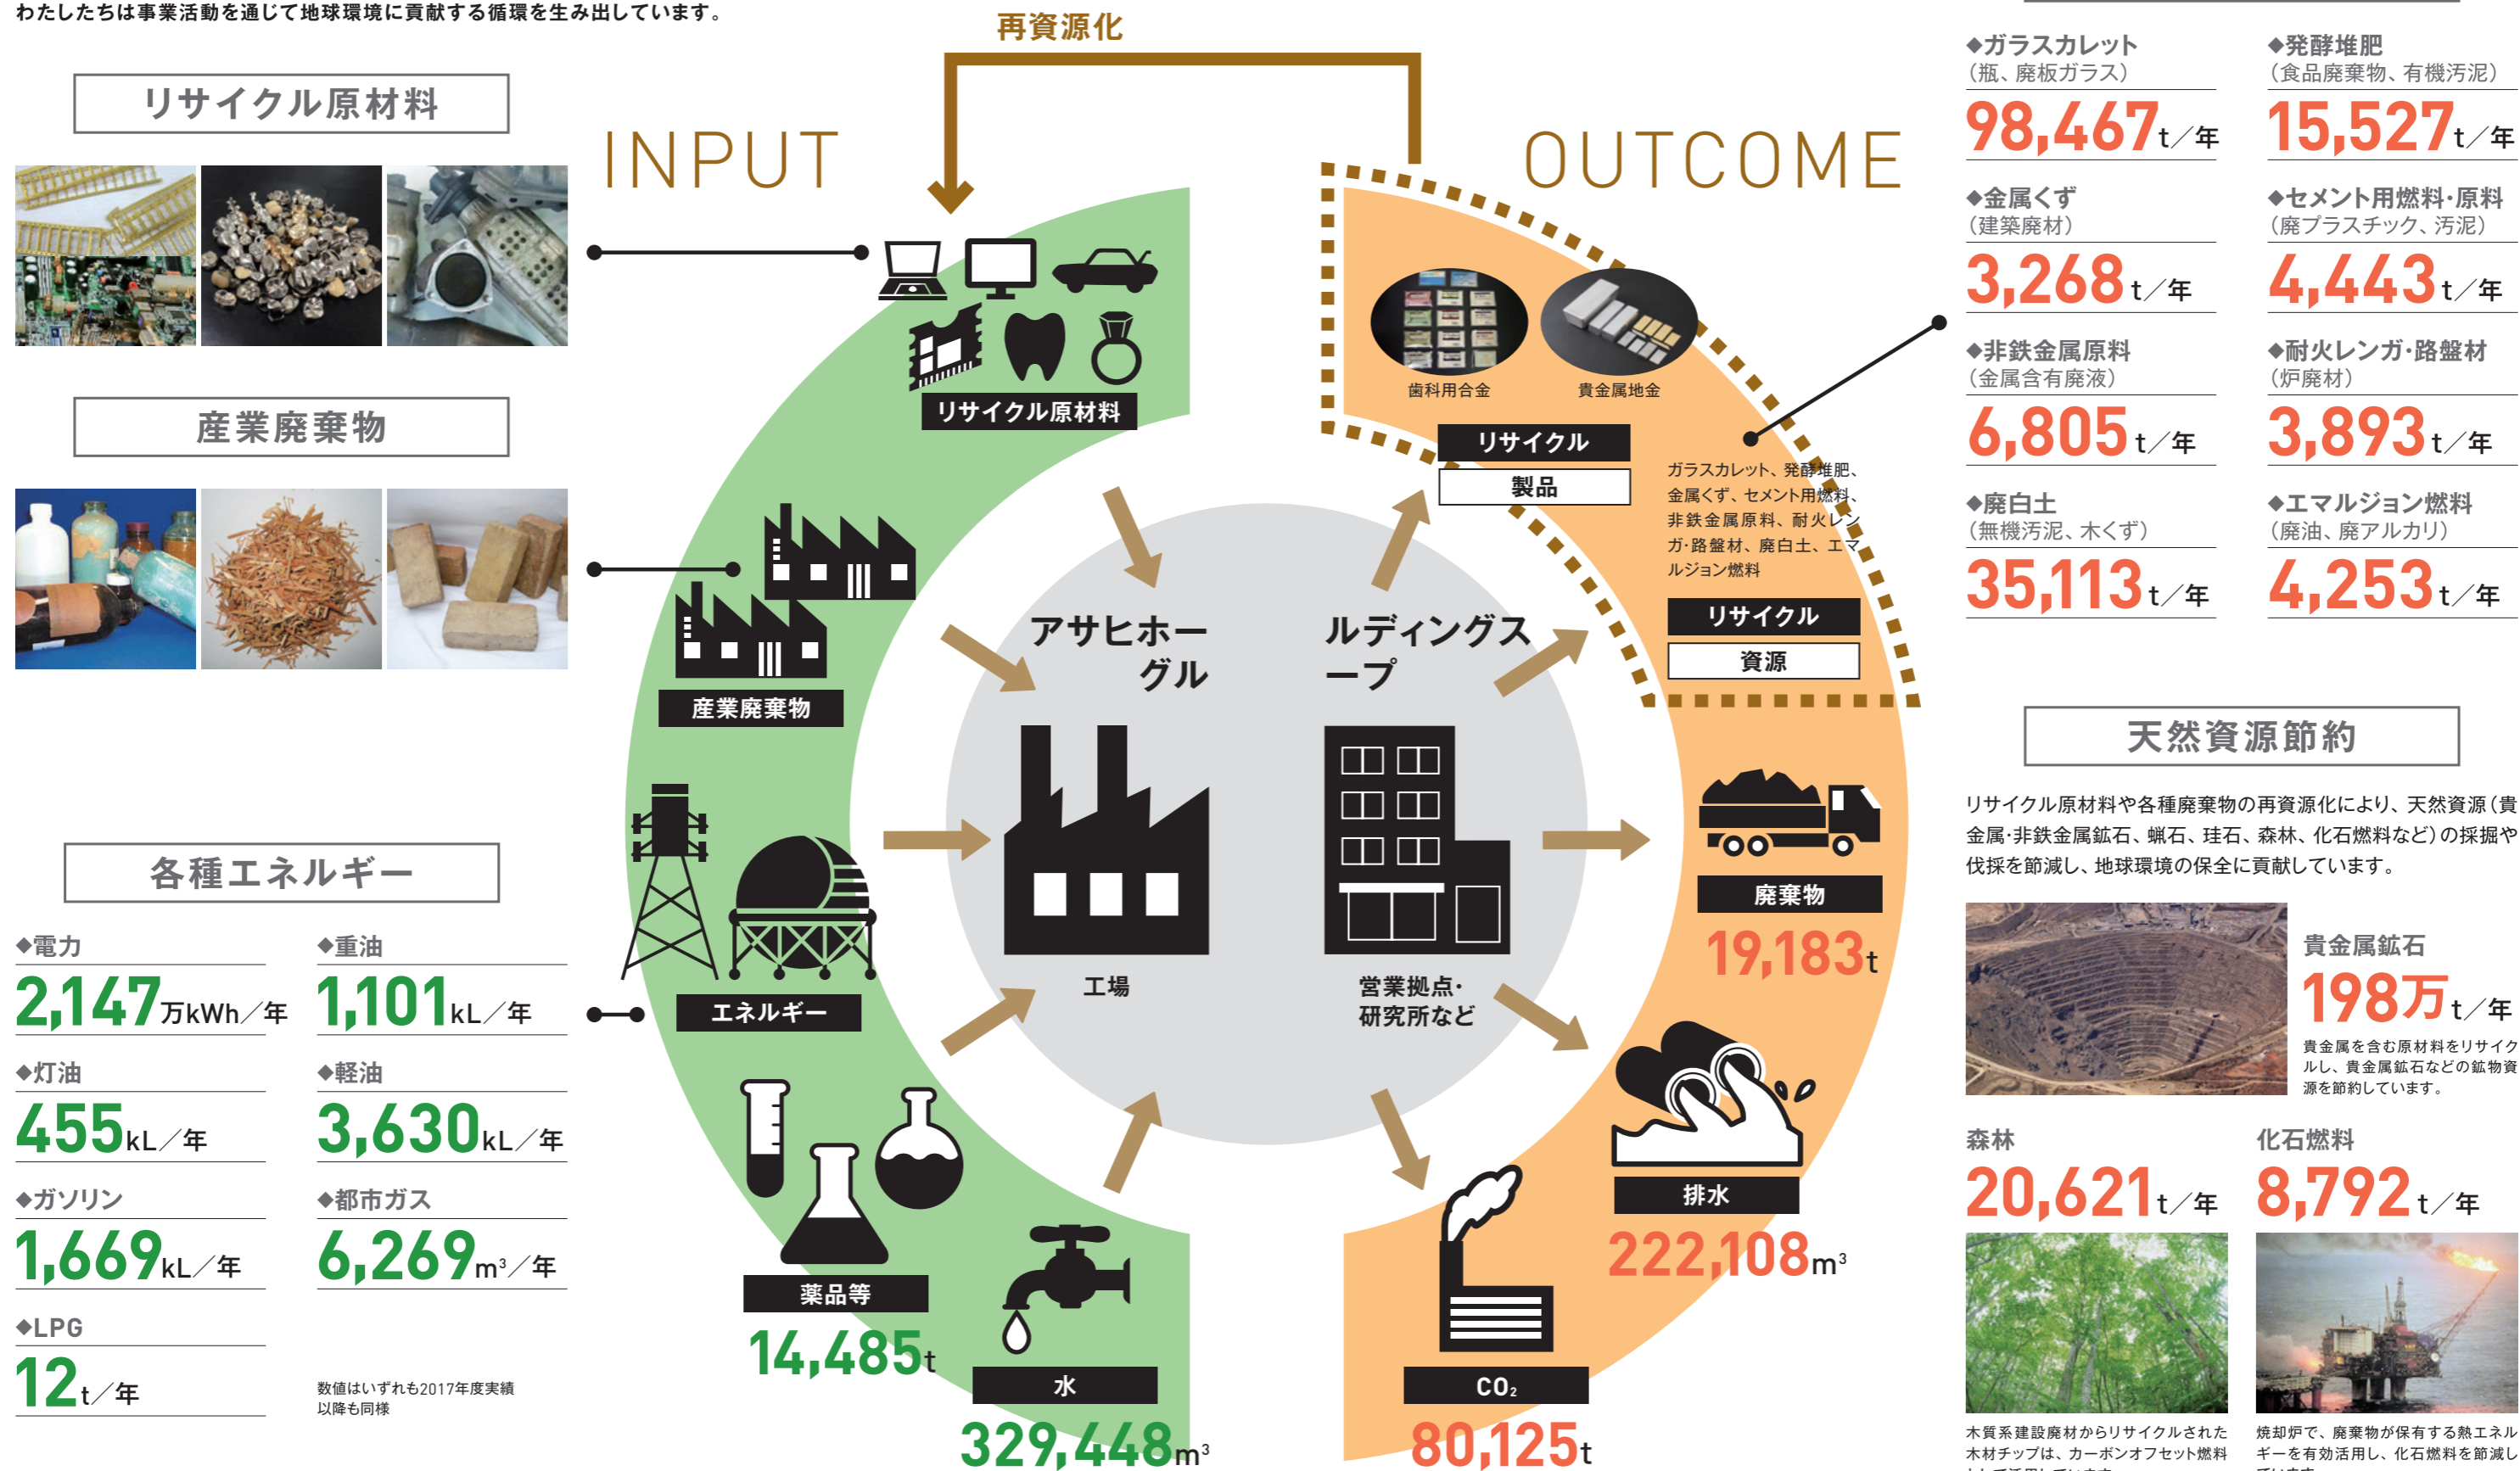 わたしたちは事業活動を通じて地球環境に貢献する循環を生み出しています。
再資源化
INPUT
OUTCOME
リサイクル原材料
産業廃棄物
各種エネルギー
◆電力
2,147万kWh／年
◆重油
1,101kL／年
◆灯油
455kL／年
◆軽油
3,630kL／年
◆ガソリン
1,669kL／年
◆都市ガス
6,269m³／年
◆LPG
12t／年
数値はいずれも2017年度実績
以降も同様
リサイクル原材料
産業廃棄物
エネルギー
薬品等
14,485t
水
329,448m³
アサヒホールディングス
グループ
工場
営業拠点・
研究所など
歯科用合金
貴金属地金
リサイクル
製品
ガラスカレット、発酵堆肥、
金属くず、セメント用燃料、
非鉄金属原料、耐火レン
ガ・路盤材、廃白土、エマ
ルジョン燃料
リサイクル
資源
廃棄物
19,183t
排水
222,108m³
CO₂
80,125t
◆ガラスカレット
（瓶、廃板ガラス）
98,467t／年
◆発酵堆肥
（食品廃棄物、有機汚泥）
15,527t／年
◆金属くず
（建築廃材）
3,268t／年
◆セメント用燃料・原料
（廃プラスチック、汚泥）
4,443t／年
◆非鉄金属原料
（金属含有廃液）
6,805t／年
◆耐火レンガ・路盤材
（炉廃材）
3,893t／年
◆廃白土
（無機汚泥、木くず）
35,113t／年
◆エマルジョン燃料
（廃油、廃アルカリ）
4,253t／年
天然資源節約
リサイクル原材料や各種廃棄物の再資源化により、天然資源（貴
金属・非鉄金属鉱石、蝋石、珪石、森林、化石燃料など）の採掘や
伐採を節減し、地球環境の保全に貢献しています。
貴金属鉱石
198万t／年
貴金属を含む原材料をリサイク
ルし、貴金属鉱石などの鉱物資
源を節約しています。
森林
20,621t／年
木質系建設廃材からリサイクルされた
木材チップは、カーボンオフセット燃料
化石燃料
8,792t／年
焼却炉で、廃棄物が保有する熱エネル
ギーを有効活用し、化石燃料を節減し